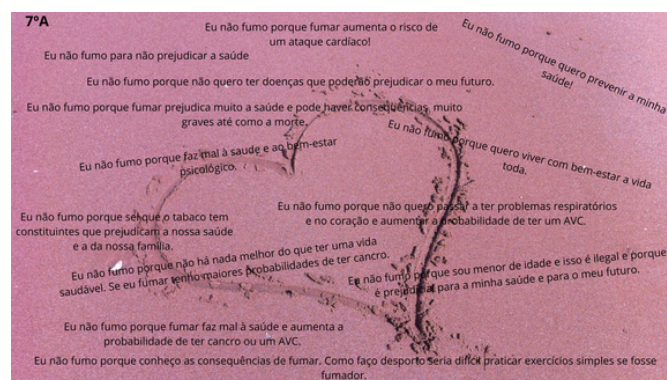 7ºA
Eu não fumo porque fumar aumenta o risco de
um ataque cardíaco!
Eu não fumo porque quero prevenir a minha
saúde!
Eu não fumo para não prejudicar a saúde
Eu não fumo porque não quero ter doenças que poderão prejudicar o meu futuro.
Eu não fumo porque fumar prejudica muito a saúde e pode haver consequências muito
graves até como a morte.
Eu não fumo porque quero viver com bem-estar a vida
toda.
Eu não fumo porque faz mal à saude e ao bem-estar
psicológico.
Eu não fumo porque não quero passar a ter problemas respiratórios
e no coração e aumentar a probabilidade de ter um AVC.
Eu não fumo porque sei que o tabaco tem
constituintes que prejudicam a nossa saúde
e a da nossa família.
Eu não fumo porque não há nada melhor do que ter uma vida
saudável. Se eu fumar tenho maiores probabilidades de ter cancro.
Eu não fumo porque sou menor de idade e isso é ilegal e porque
é prejudicial para a minha saúde e para o meu futuro.
Eu não fumo porque fumar faz mal à saúde e aumenta a
probabilidade de ter cancro ou um AVC.
Eu não fumo porque conheço as consequências de fumar. Como faço desporto seria difícil praticar exercícios simples se fosse
fumador.